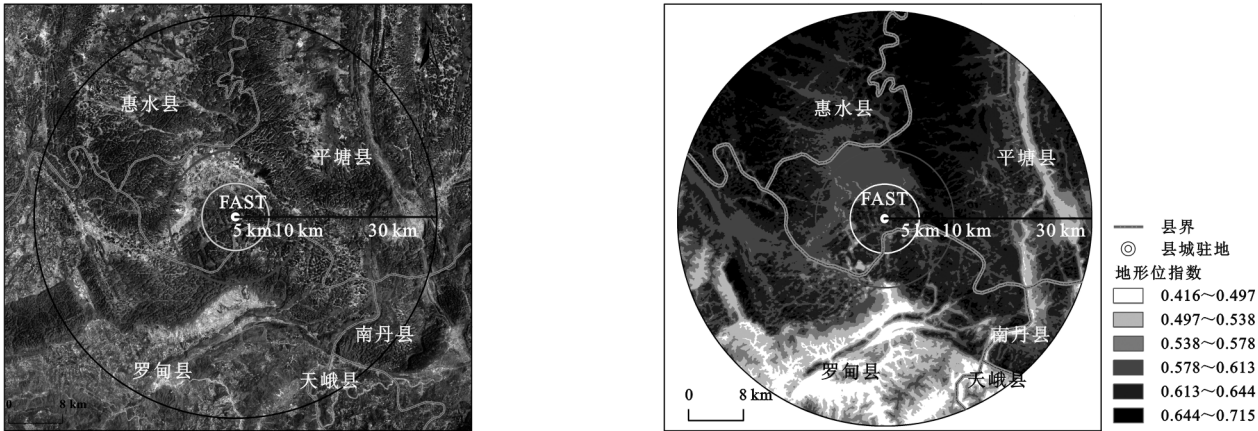 惠水县
平塘县
FAST
5 km 10 km 30 km
南丹县
罗甸县
天峨县
0 8 km
惠水县
平塘县
FAST
5 km 10 km 30 km
南丹县
罗甸县
天峨县
0 8 km
县界
县城驻地
地形位指数
0.416～0.497
0.497～0.538
0.538～0.578
0.578～0.613
0.613～0.644
0.644～0.715